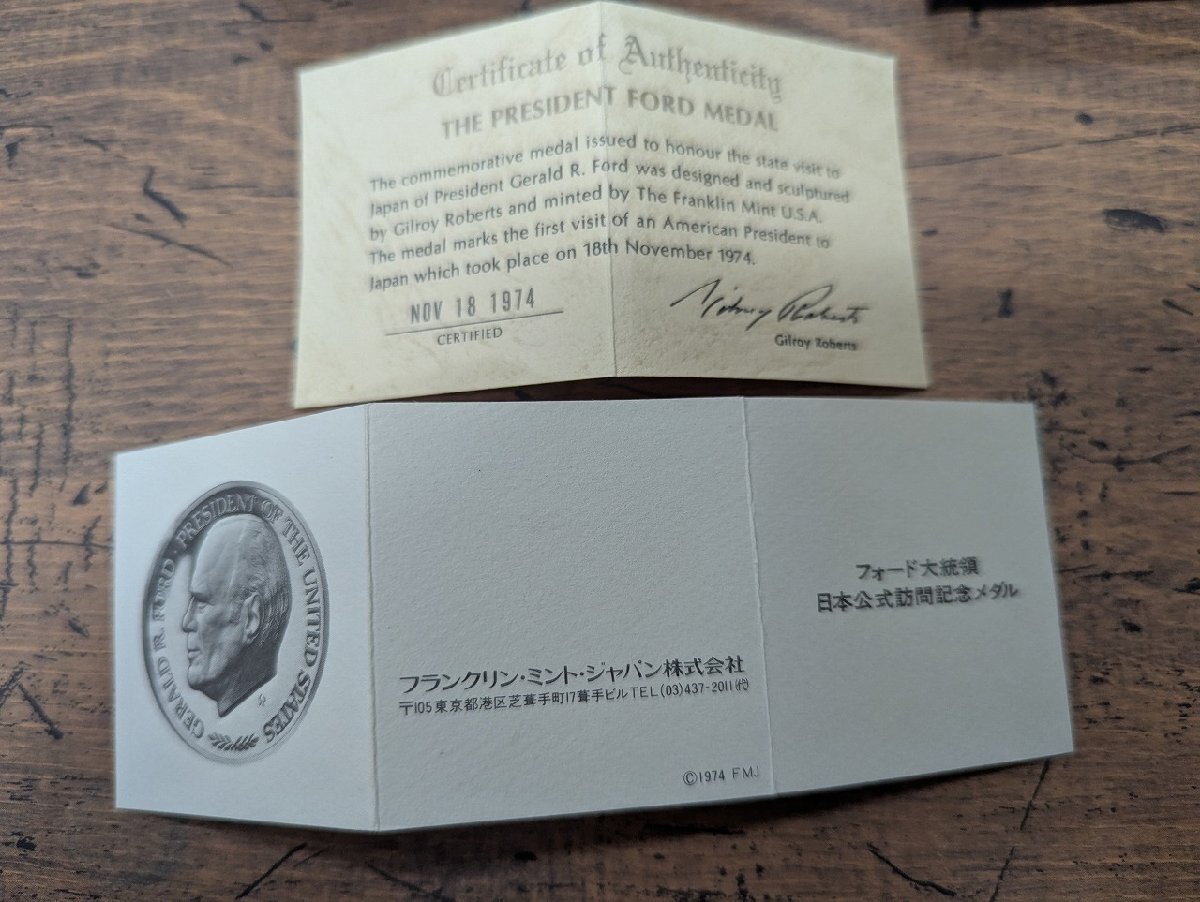 Certificate of Authenticity
THE PRESIDENT FORD MEDAL
The commemorative medal issued to honour the state visit to
Japan of President Gerald R. Ford was designed and sculptured
by Gilroy Roberts and minted by The Franklin Mint U.S.A.
The medal marks the first visit of an American President to
Japan which took place on 18th November 1974.
NOV 18 1974
CERTIFIED
Gilroy Roberts
Gilroy Roberts
GERALD R. FORD · PRESIDENT OF THE UNITED STATES
フランクリン・ミント・ジャパン株式会社
〒105 東京都港区芝葺手町17葺手ビル TEL (03)437-2011㈹
©1974 FMJ
フォード大統領
日本公式訪問記念メダル